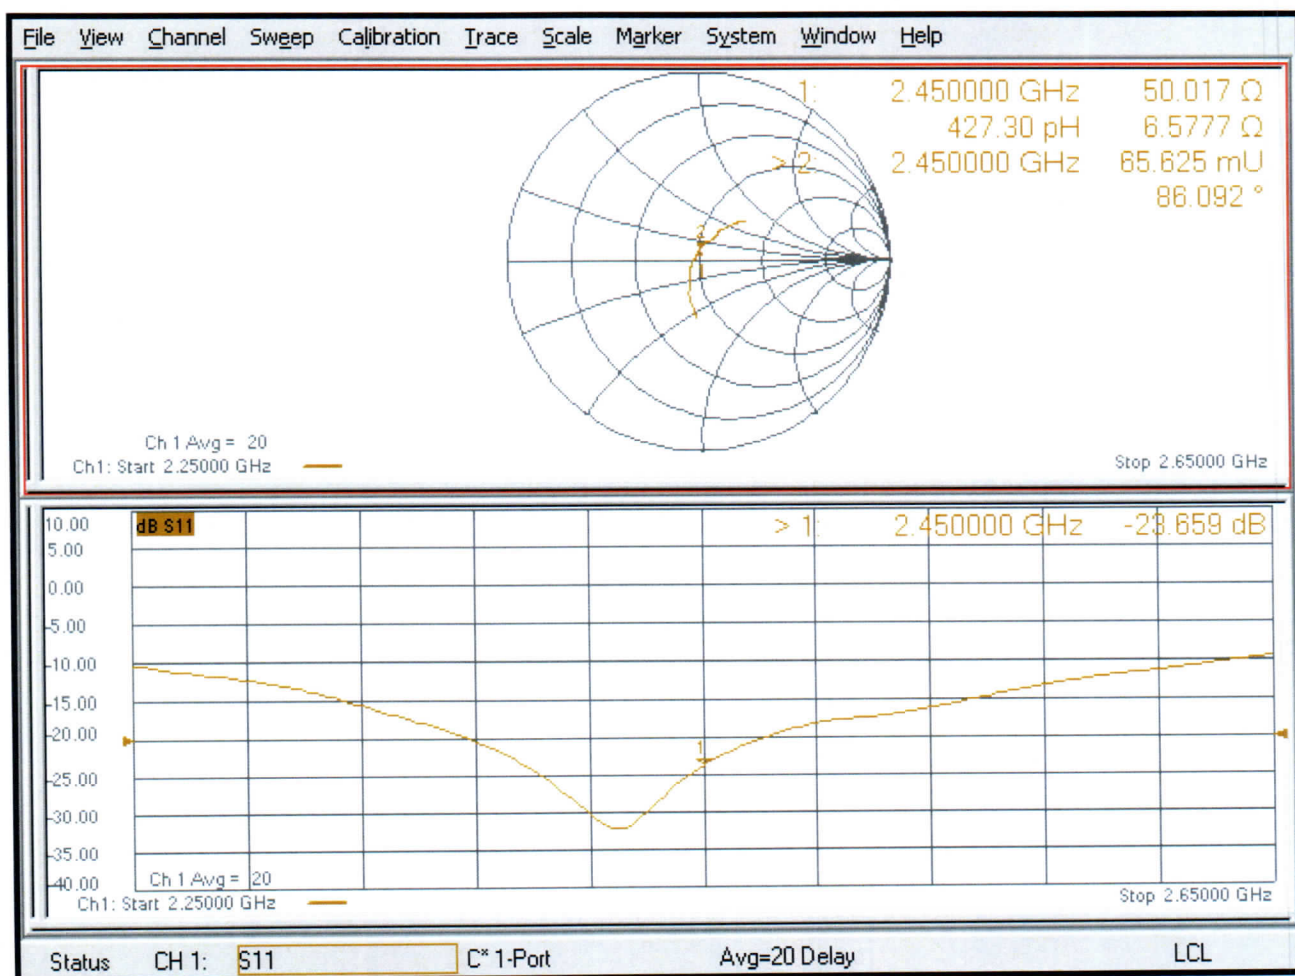 File View Channel Sweep Calibration Trace Scale Marker System Window Help
1: 2.450000 GHz 50.017 Ω
427.30 pH 6.5777 Ω
> 2: 2.450000 GHz 65.625 mU
86.092 °
2
1
Ch 1 Avg = 20
Ch1: Start 2.25000 GHz
Stop 2.65000 GHz
10.00
dB S11
> 1: 2.450000 GHz -23.659 dB
5.00
0.00
-5.00
-10.00
-15.00
-20.00
1
-25.00
-30.00
-35.00
-40.00
Ch 1 Avg = 20
Ch1: Start 2.25000 GHz
Stop 2.65000 GHz
Status CH 1: S11 C* 1-Port Avg=20 Delay LCL